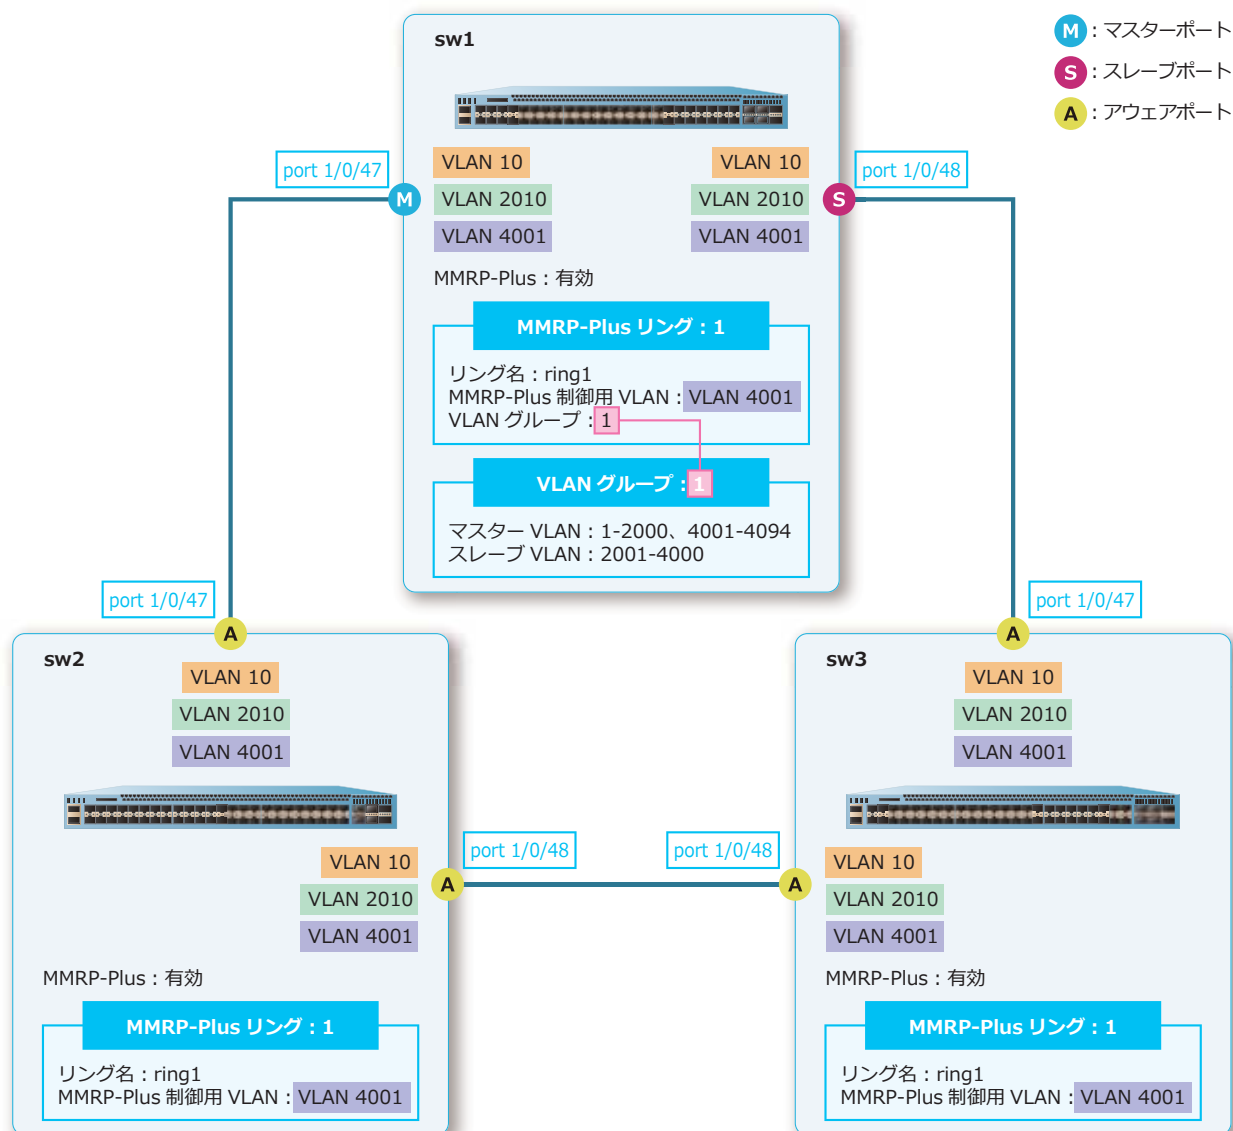 sw1
M：マスターポート
S：スレーブポート
A：アウェアポート
port 1/0/47
VLAN 10
VLAN 10
port 1/0/48
M
VLAN 2010
VLAN 2010
S
VLAN 4001
VLAN 4001
MMRP-Plus：有効
MMRP-Plus リング：1
リング名：ring1
MMRP-Plus 制御用 VLAN：VLAN 4001
VLAN グループ：1
VLAN グループ：1
マスター VLAN：1-2000、4001-4094
スレーブ VLAN：2001-4000
port 1/0/47
A
sw2
VLAN 10
VLAN 2010
VLAN 4001
port 1/0/48
VLAN 10
A
VLAN 2010
VLAN 4001
MMRP-Plus：有効
MMRP-Plus リング：1
リング名：ring1
MMRP-Plus 制御用 VLAN：VLAN 4001
port 1/0/47
A
sw3
VLAN 10
VLAN 2010
VLAN 4001
port 1/0/48
VLAN 10
A
VLAN 2010
VLAN 4001
MMRP-Plus：有効
MMRP-Plus リング：1
リング名：ring1
MMRP-Plus 制御用 VLAN：VLAN 4001